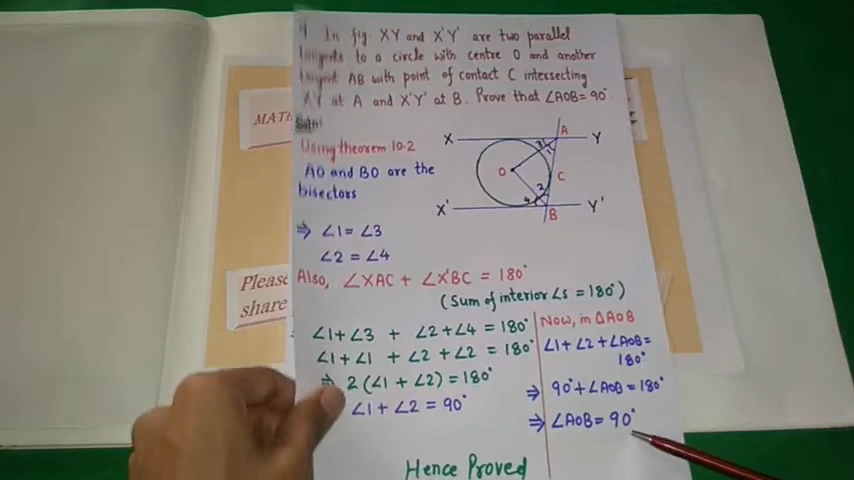 In fig. XY and X'Y' are two parallel
tangents to a circle with centre O and another
tangent AB with point of contact C intersecting
XY at A and X'Y' at B. Prove that ∠AOB = 90°.
Soln:
Using theorem 10.2
AO and BO are the
bisectors
⇒ ∠1 = ∠3
∠2 = ∠4
X
A
Y
3
1
O
C
2
4
X'
B
Y'
Also, ∠XAC + ∠X'BC = 180°
(Sum of interior ∠s = 180°)
∠1+∠3 + ∠2+∠4 = 180°
∠1+∠1 + ∠2+∠2 = 180°
⇒ 2(∠1 + ∠2) = 180°
∠1 + ∠2 = 90°
Now, in ΔAOB
∠1 + ∠2 + ∠AOB =
180°
⇒ 90° + ∠AOB = 180°
⇒ ∠AOB = 90°
Hence Proved
MATH
Please
share